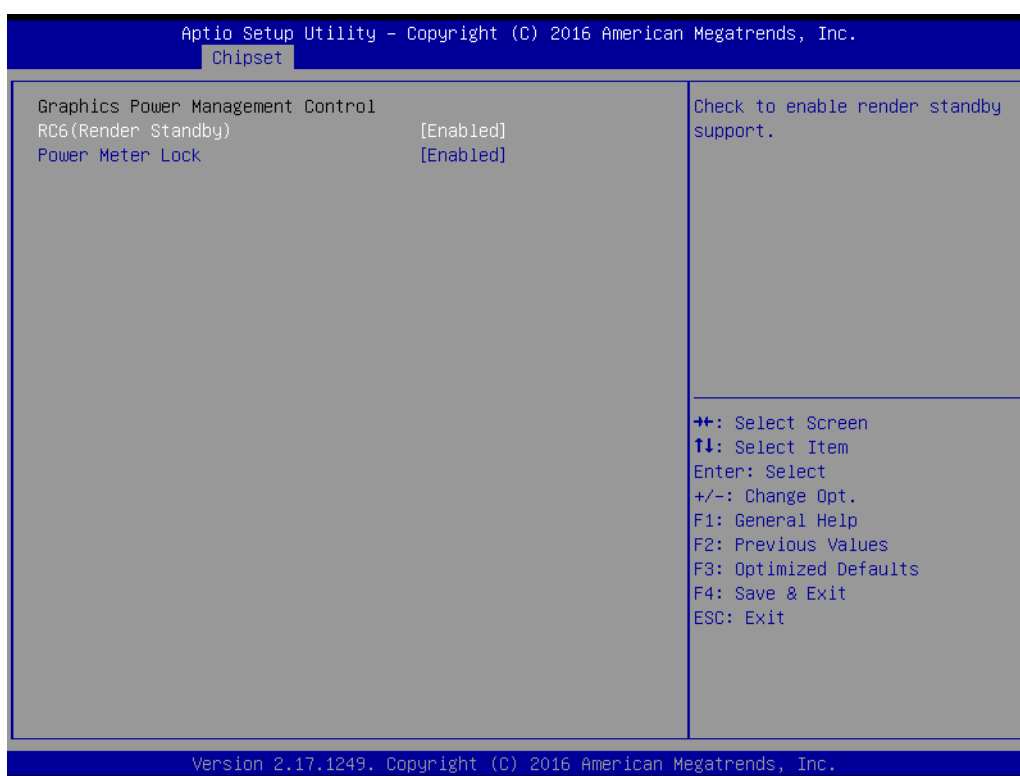 Aptio Setup Utility – Copyright (C) 2016 American Megatrends, Inc.
Chipset
Graphics Power Management Control
RC6(Render Standby) [Enabled]
Power Meter Lock [Enabled]
Check to enable render standby
support.
→←: Select Screen
↑↓: Select Item
Enter: Select
+/-: Change Opt.
F1: General Help
F2: Previous Values
F3: Optimized Defaults
F4: Save & Exit
ESC: Exit
Version 2.17.1249. Copyright (C) 2016 American Megatrends, Inc.